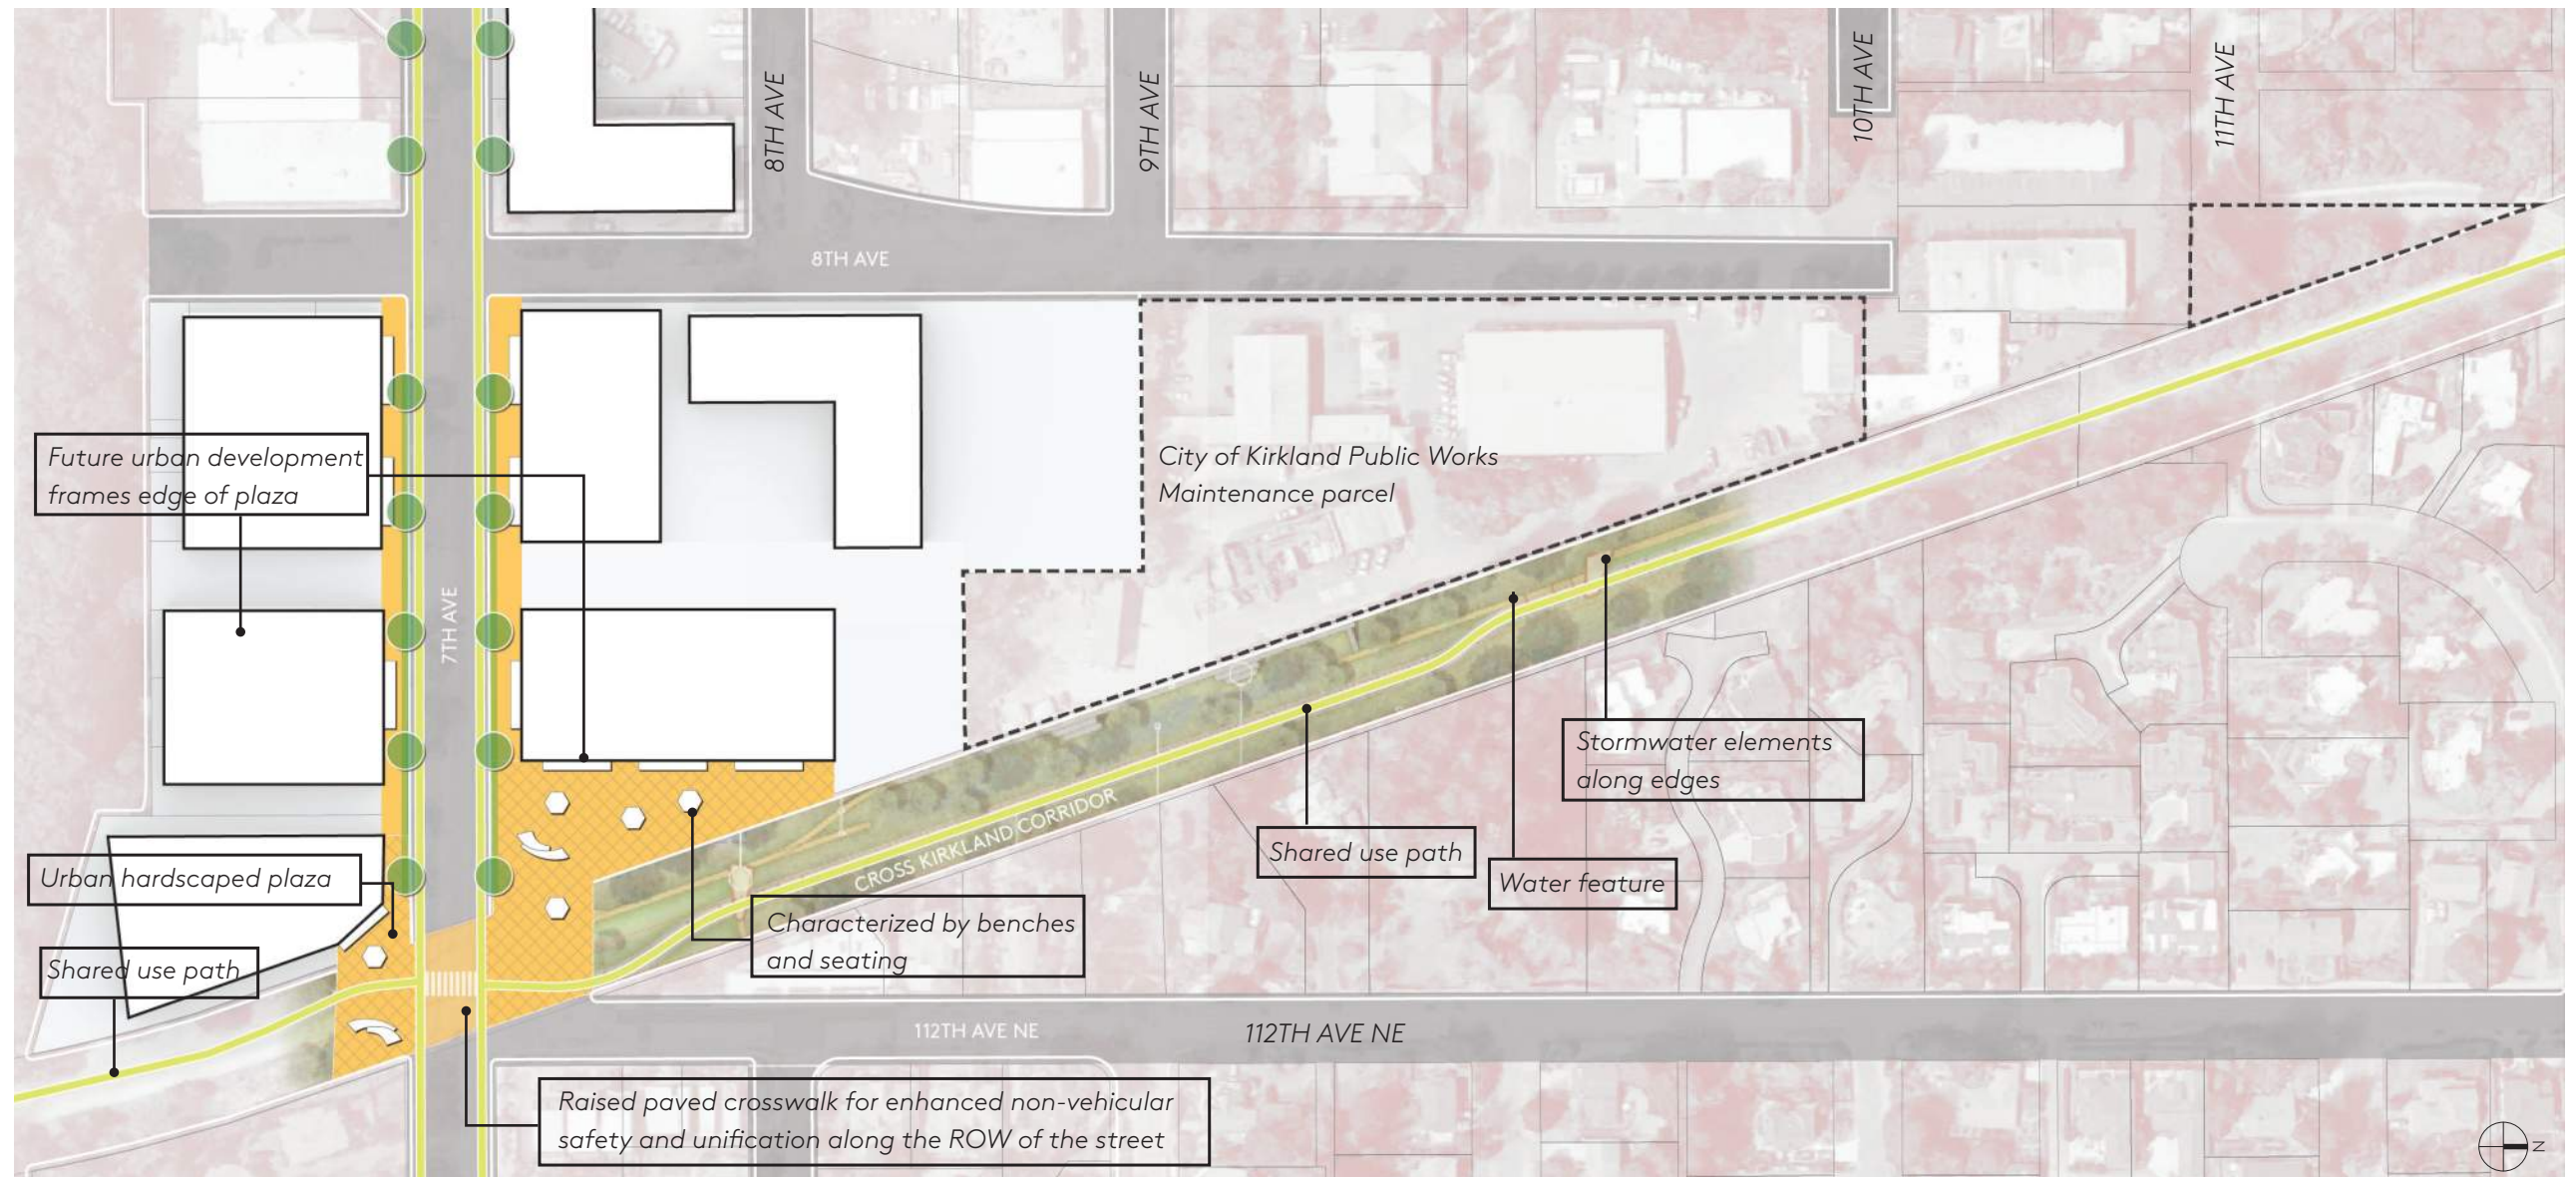 8TH AVE
9TH AVE
10TH AVE
11TH AVE
8TH AVE
Future urban development
frames edge of plaza
City of Kirkland Public Works
Maintenance parcel
7TH AVE
Stormwater elements
along edges
CROSS KIRKLAND CORRIDOR
Shared use path
Water feature
Urban hardscaped plaza
Characterized by benches
and seating
Shared use path
112TH AVE NE
112TH AVE NE
Raised paved crosswalk for enhanced non-vehicular
safety and unification along the ROW of the street
N